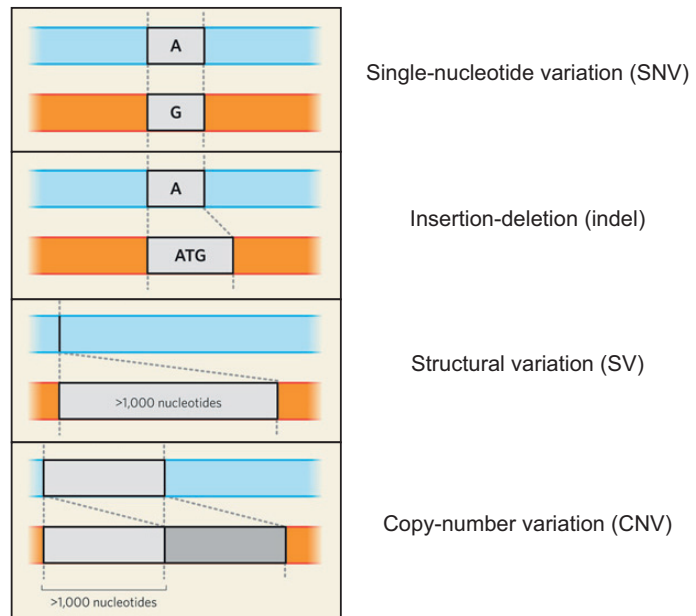 A
Single-nucleotide variation (SNV)
G
A
Insertion-deletion (indel)
ATG
Structural variation (SV)
>1,000 nucleotides
Copy-number variation (CNV)
>1,000 nucleotides